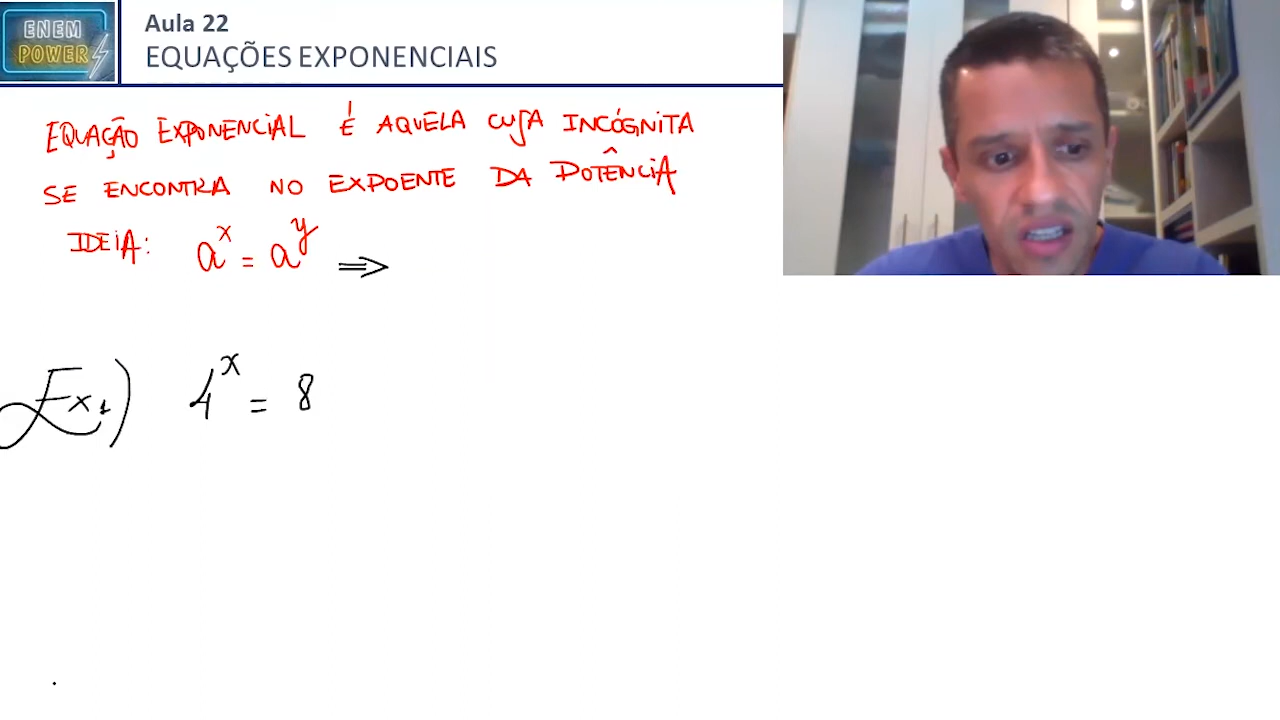 ENEM
POWER
Aula 22
EQUAÇÕES EXPONENCIAIS
EQUAÇÃO EXPONENCIAL É AQUELA CUJA INCÓGNITA
SE ENCONTRA NO EXPOENTE DA POTÊNCIA
IDEIA: a^x = a^y ⇒
Ex1) 4^x = 8